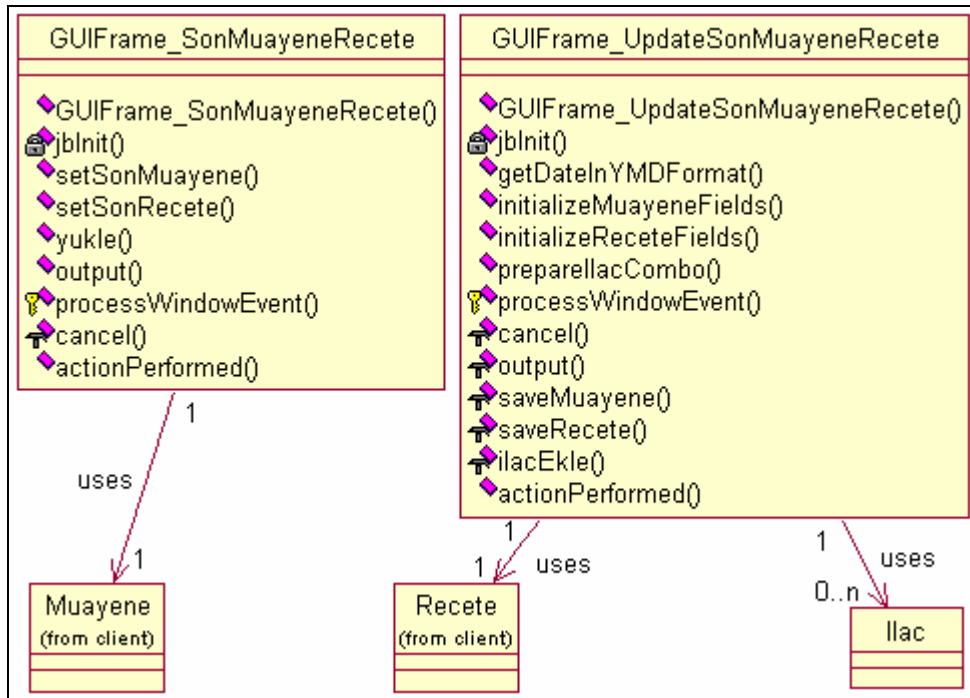 GUIFrame_SonMuayeneRecete
GUIFrame_SonMuayeneRecete()
jbInit()
setSonMuayene()
setSonRecete()
yukle()
output()
processWindowEvent()
cancel()
actionPerformed()
GUIFrame_UpdateSonMuayeneRecete
GUIFrame_UpdateSonMuayeneRecete()
jbInit()
getDateInYMDFormat()
initializeMuayeneFields()
initializeReceteFields()
prepareIlacCombo()
processWindowEvent()
cancel()
output()
saveMuayene()
saveRecete()
ilacEkle()
actionPerformed()
1
uses
1
1
uses
1
1
uses
0..n
Muayene
(from client)
Recete
(from client)
Ilac